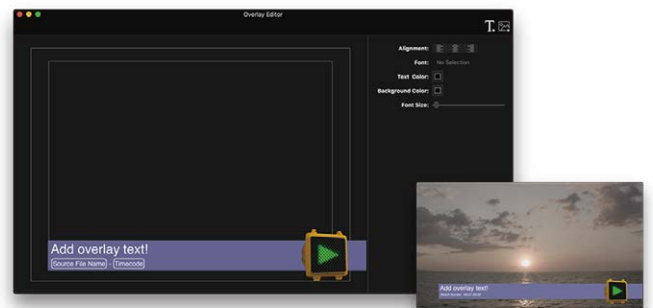 Overlay Editor
T.
Alignment:
Font: No Selection
Text Color:
Background Color:
Font Size:
Add overlay text!
Source File Name - Timecode
Add overlay text!